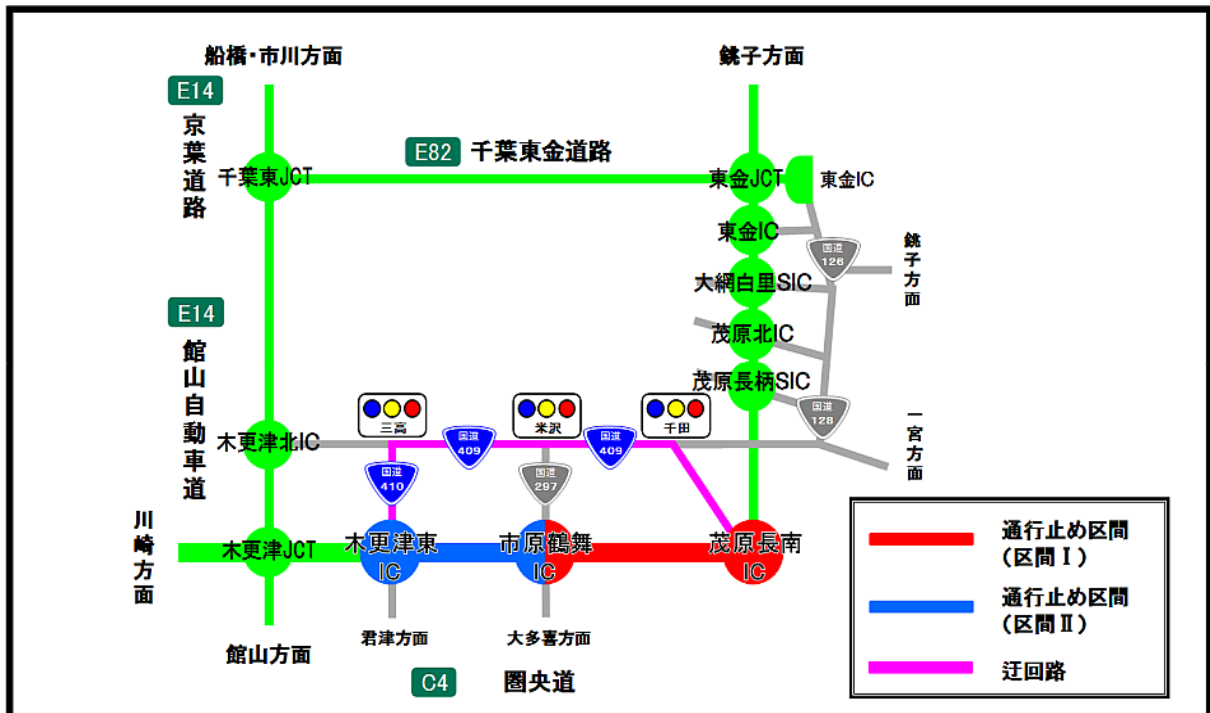 船橋・市川方面
銚子方面
E14
京葉道路
E82 千葉東金道路
千葉東JCT
東金JCT
東金IC
東金IC
国道
126
銚子方面
大網白里SIC
E14
館山自動車道
茂原北IC
茂原長柄SIC
三高
米沢
千田
国道
128
一宮方面
木更津北IC
国道
409
国道
409
国道
410
国道
297
川崎方面
木更津JCT
木更津東
IC
市原鶴舞
IC
茂原長南
IC
館山方面
君津方面
大多喜方面
C4 圏央道
通行止め区間
(区間Ⅰ)
通行止め区間
(区間Ⅱ)
迂回路